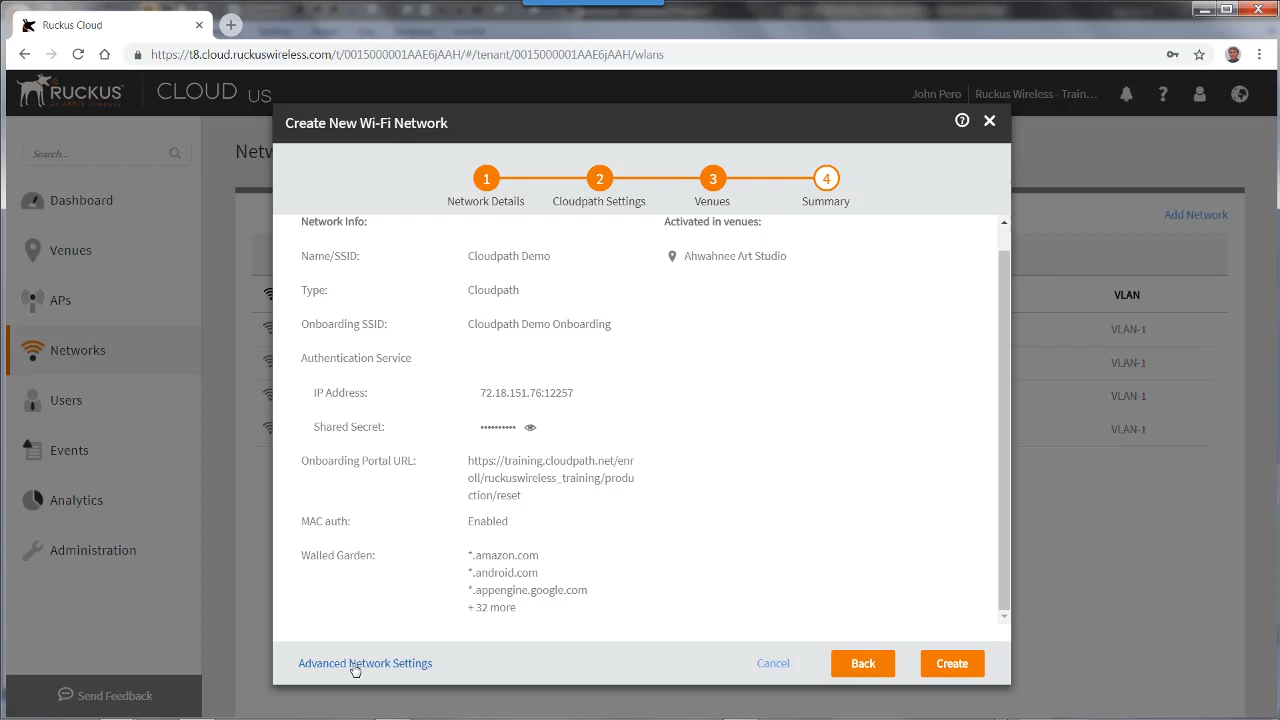 Ruckus Cloud
https://t8.cloud.ruckuswireless.com/t/0015000001AAE6jAAH/#/tenant/0015000001AAE6jAAH/wlans
RUCKUS
an ARRIS company
CLOUD US
John Pero
Ruckus Wireless - Train...
Search...
Dashboard
Venues
APs
Networks
Users
Events
Analytics
Administration
Send Feedback
Netw
Add Network
VLAN
VLAN-1
VLAN-1
VLAN-1
VLAN-1
Create New Wi-Fi Network
1 2 3 4
Network Details Cloudpath Settings Venues Summary
Network Info:
Name/SSID: Cloudpath Demo
Type: Cloudpath
Onboarding SSID: Cloudpath Demo Onboarding
Authentication Service
IP Address: 72.18.151.76:12257
Shared Secret: ••••••••••
Onboarding Portal URL: https://training.cloudpath.net/enr
oll/ruckuswireless_training/produ
ction/reset
MAC auth: Enabled
Walled Garden: *.amazon.com
*.android.com
*.appengine.google.com
+ 32 more
Activated in venues:
Ahwahnee Art Studio
Advanced Network Settings
Cancel
Back
Create